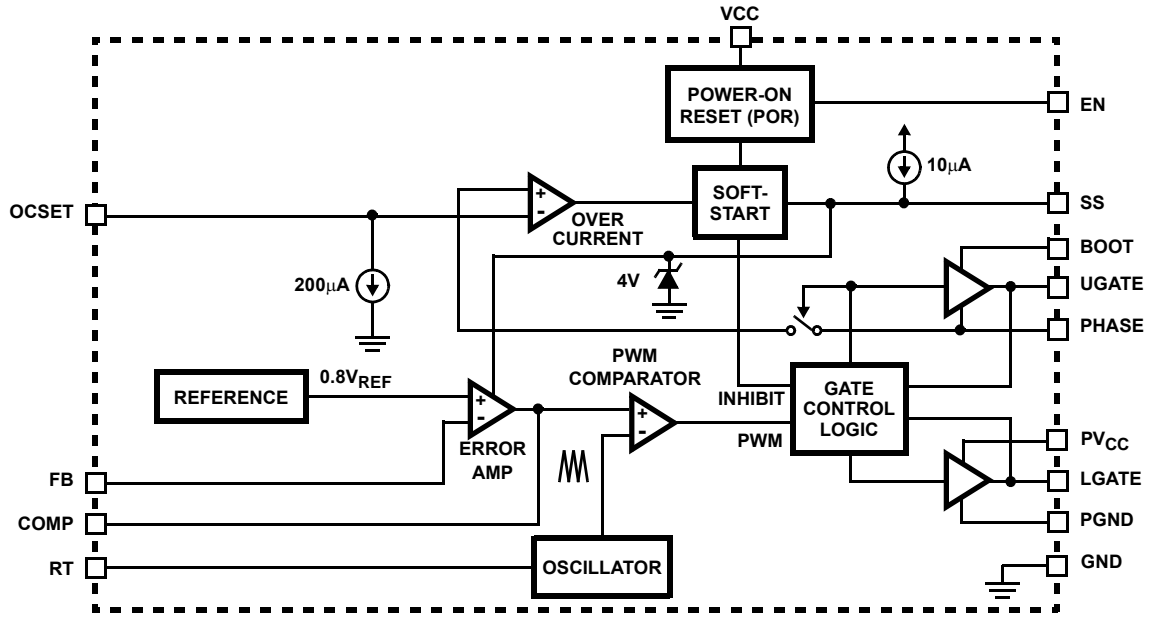 VCC
POWER-ON
RESET (POR)
EN
10µA
OCSET
+
-
OVER
CURRENT
SOFT-
START
SS
BOOT
200µA
4V
UGATE
PHASE
PWM
COMPARATOR
REFERENCE
0.8VREF
+
-
ERROR
AMP
+
-
INHIBIT
PWM
GATE
CONTROL
LOGIC
PVCC
FB
LGATE
COMP
PGND
RT
OSCILLATOR
GND